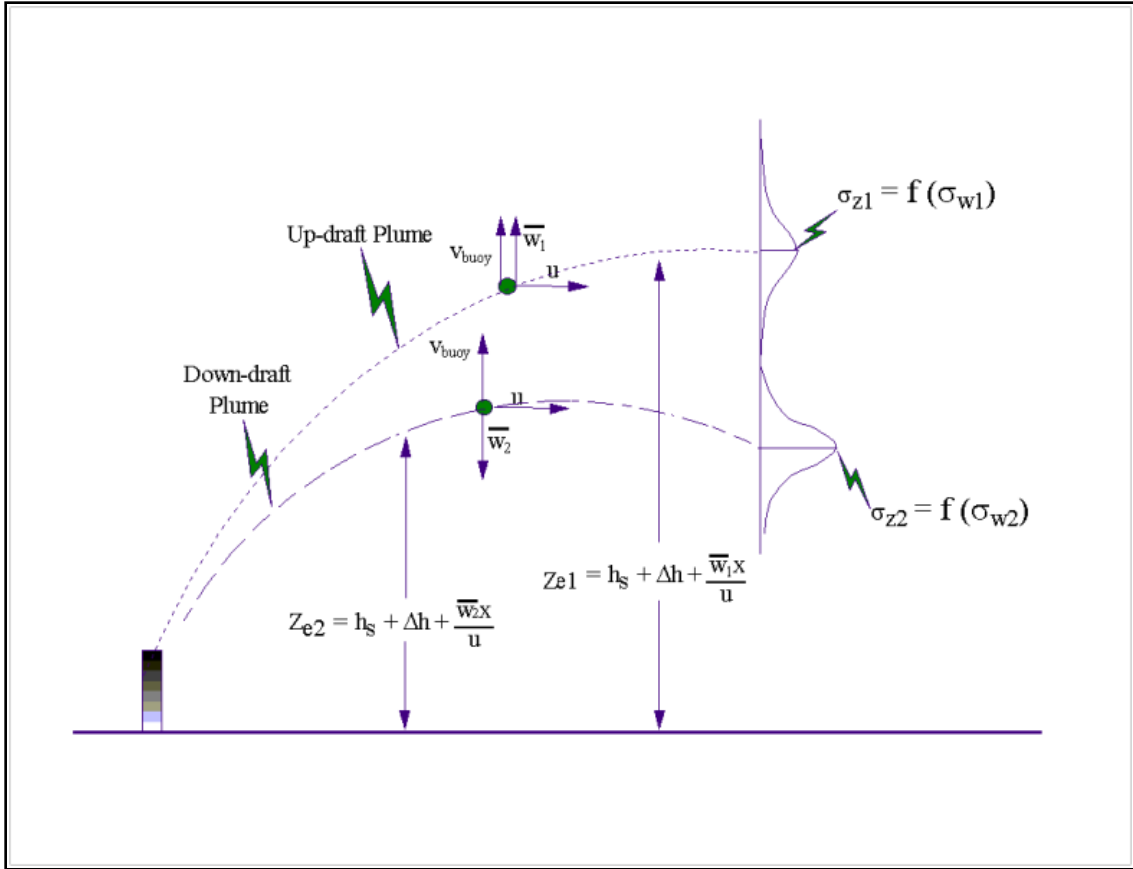 σz1 = f (σw1)
Up-draft Plume
w̅1
vbuoy
u
vbuoy
Down-draft
Plume
u
w̅2
σz2 = f (σw2)
Ze1 = hs + Δh + w̅1x/u
Ze2 = hs + Δh + w̅2x/u